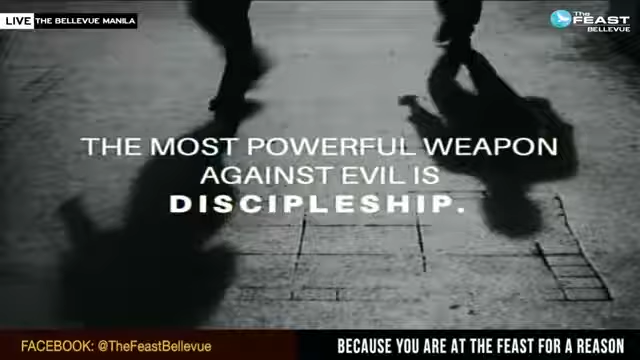 LIVE THE BELLEVUE MANILA
The
FEAST
BELLEVUE
THE MOST POWERFUL WEAPON
AGAINST EVIL IS
DISCIPLESHIP.
FACEBOOK: @TheFeastBellevue
BECAUSE YOU ARE AT THE FEAST FOR A REASON